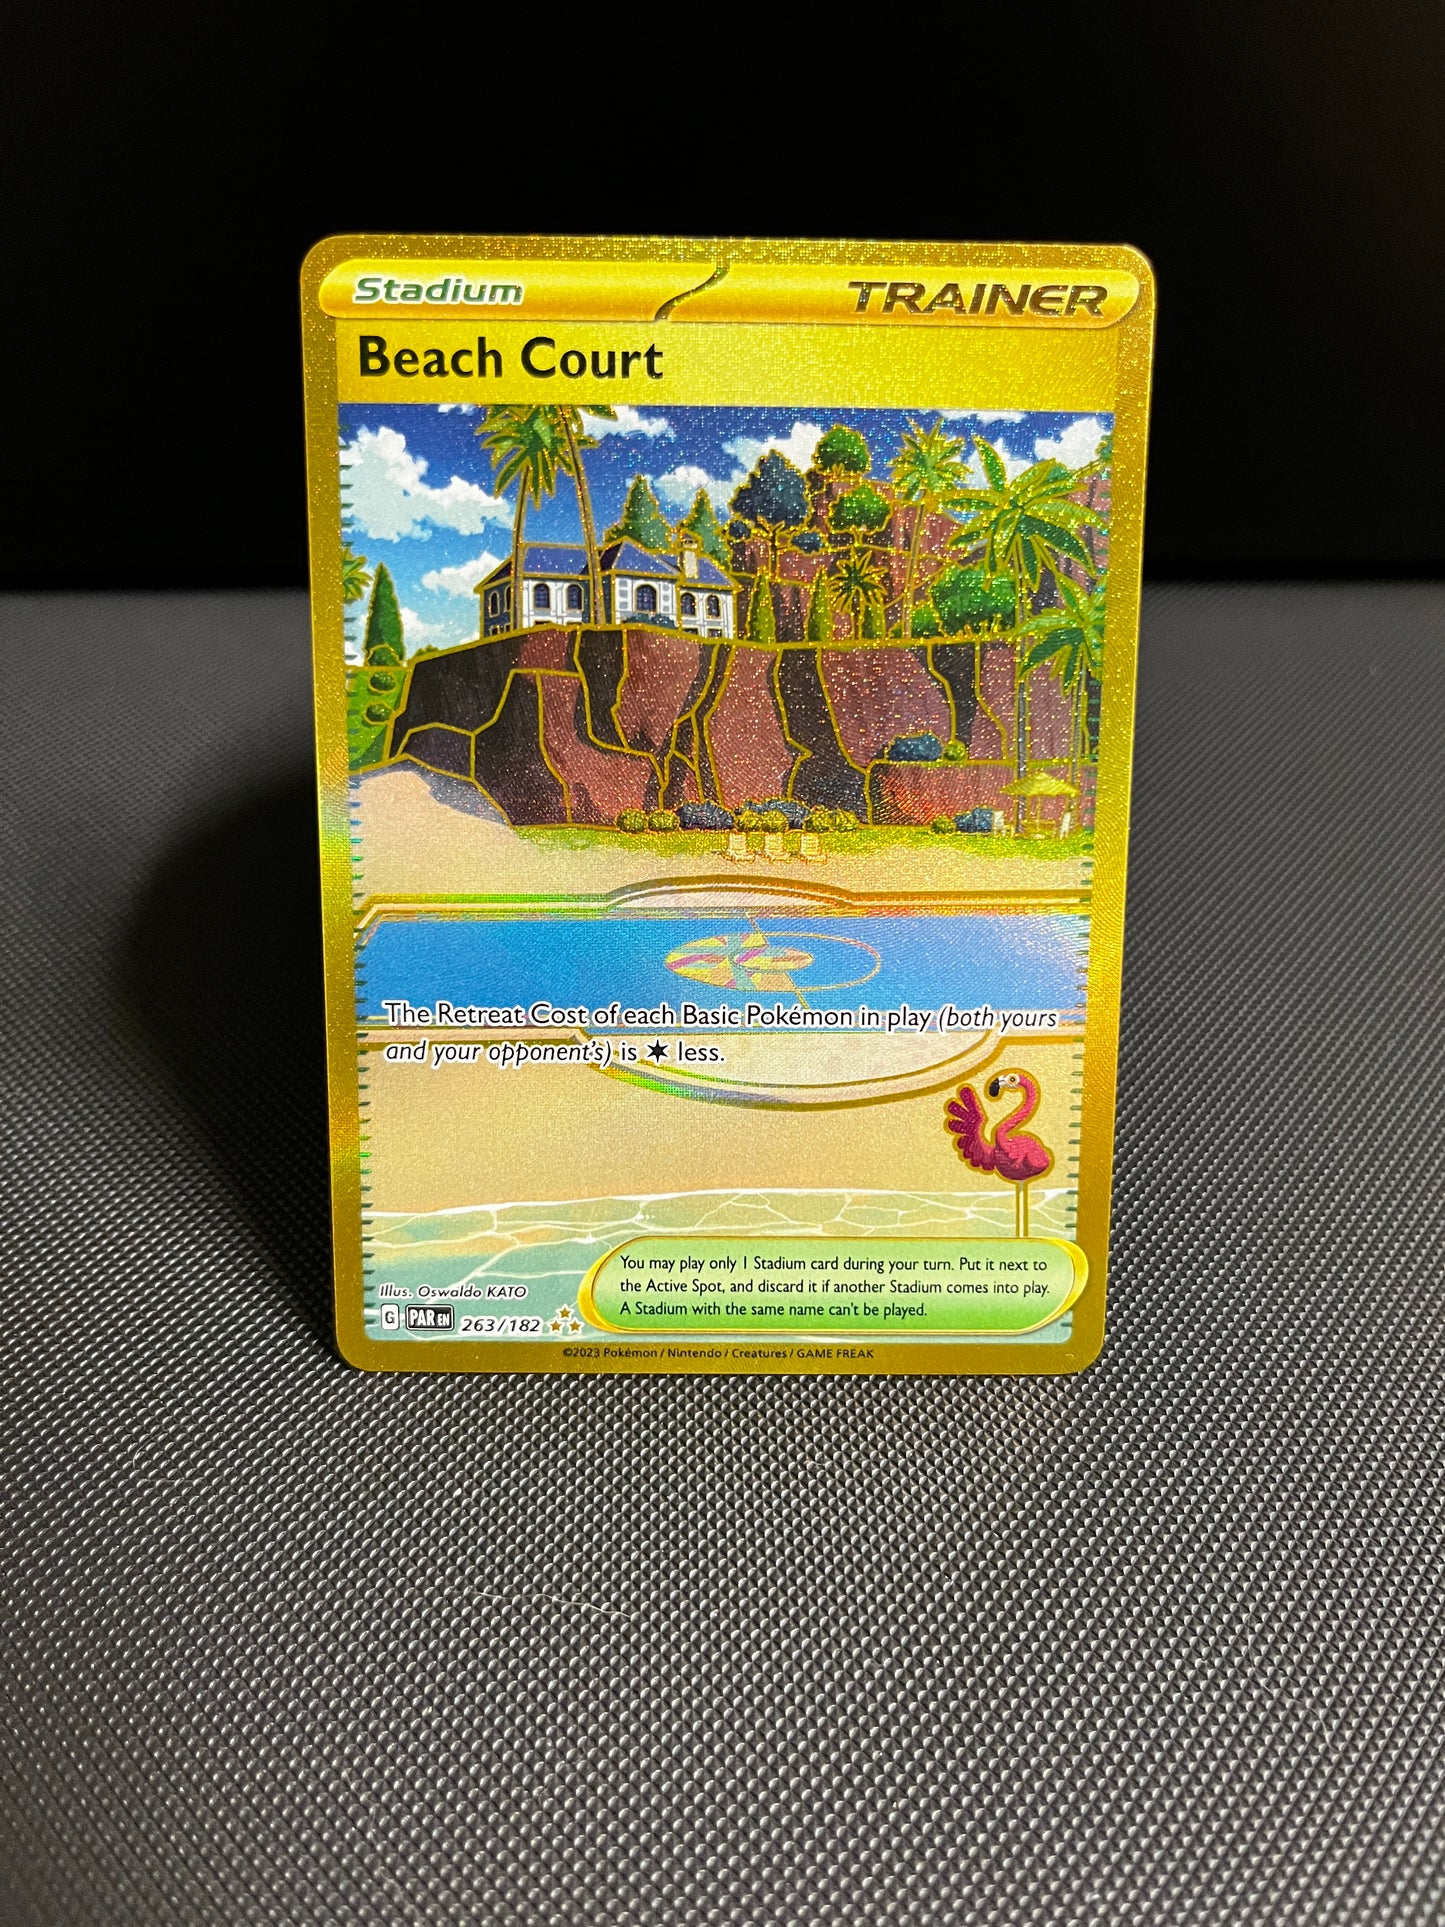 Stadium
TRAINER
Beach Court
The Retreat Cost of each Basic Pokémon in play (both yours
and your opponent's) is less.
You may play only 1 Stadium card during your turn. Put it next to
the Active Spot, and discard it if another Stadium comes into play.
A Stadium with the same name can't be played.
Illus. Oswaldo KATO
G PAR EN 263/182
©2023 Pokémon / Nintendo / Creatures / GAME FREAK